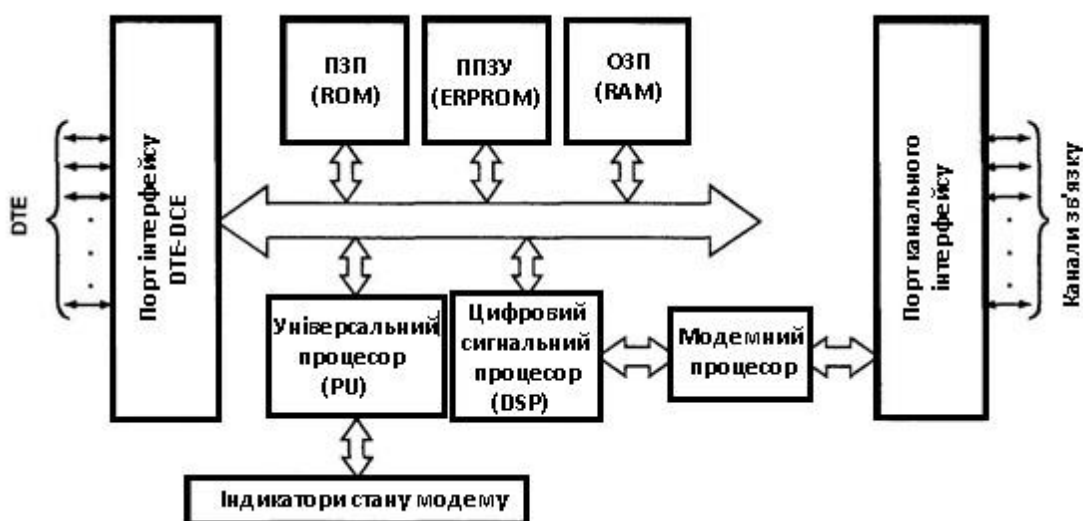 DTE
Порт інтерфейсу
DTE-DCE
ПЗП
(ROM)
ППЗУ
(ERPROM)
ОЗП
(RAM)
Універсальний
процесор
(PU)
Цифровий
сигнальний
процесор
(DSP)
Модемний
процесор
Індикатори стану модему
Порт канального
інтерфейсу
Канали зв'язку